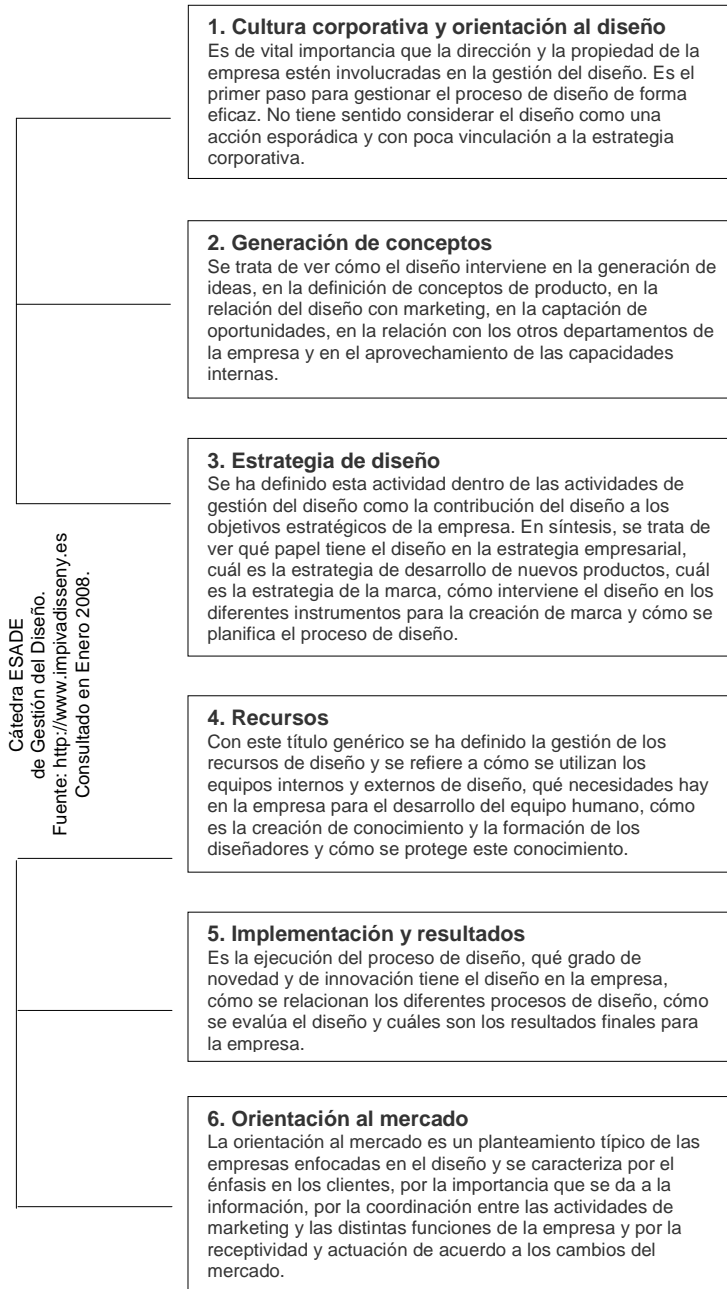 1. Cultura corporativa y orientación al diseño
Es de vital importancia que la dirección y la propiedad de la
empresa estén involucradas en la gestión del diseño. Es el
primer paso para gestionar el proceso de diseño de forma
eficaz. No tiene sentido considerar el diseño como una
acción esporádica y con poca vinculación a la estrategia
corporativa.
2. Generación de conceptos
Se trata de ver cómo el diseño interviene en la generación de
ideas, en la definición de conceptos de producto, en la
relación del diseño con marketing, en la captación de
oportunidades, en la relación con los otros departamentos de
la empresa y en el aprovechamiento de las capacidades
internas.
3. Estrategia de diseño
Se ha definido esta actividad dentro de las actividades de
gestión del diseño como la contribución del diseño a los
objetivos estratégicos de la empresa. En síntesis, se trata de
ver qué papel tiene el diseño en la estrategia empresarial,
cuál es la estrategia de desarrollo de nuevos productos, cuál
es la estrategia de la marca, cómo interviene el diseño en los
diferentes instrumentos para la creación de marca y cómo se
planifica el proceso de diseño.
Cátedra ESADE
de Gestión del Diseño.
Fuente: http://www.impivadisseny.es
Consultado en Enero 2008.
4. Recursos
Con este título genérico se ha definido la gestión de los
recursos de diseño y se refiere a cómo se utilizan los
equipos internos y externos de diseño, qué necesidades hay
en la empresa para el desarrollo del equipo humano, cómo
es la creación de conocimiento y la formación de los
diseñadores y cómo se protege este conocimiento.
5. Implementación y resultados
Es la ejecución del proceso de diseño, qué grado de
novedad y de innovación tiene el diseño en la empresa,
cómo se relacionan los diferentes procesos de diseño, cómo
se evalúa el diseño y cuáles son los resultados finales para
la empresa.
6. Orientación al mercado
La orientación al mercado es un planteamiento típico de las
empresas enfocadas en el diseño y se caracteriza por el
énfasis en los clientes, por la importancia que se da a la
información, por la coordinación entre las actividades de
marketing y las distintas funciones de la empresa y por la
receptividad y actuación de acuerdo a los cambios del
mercado.